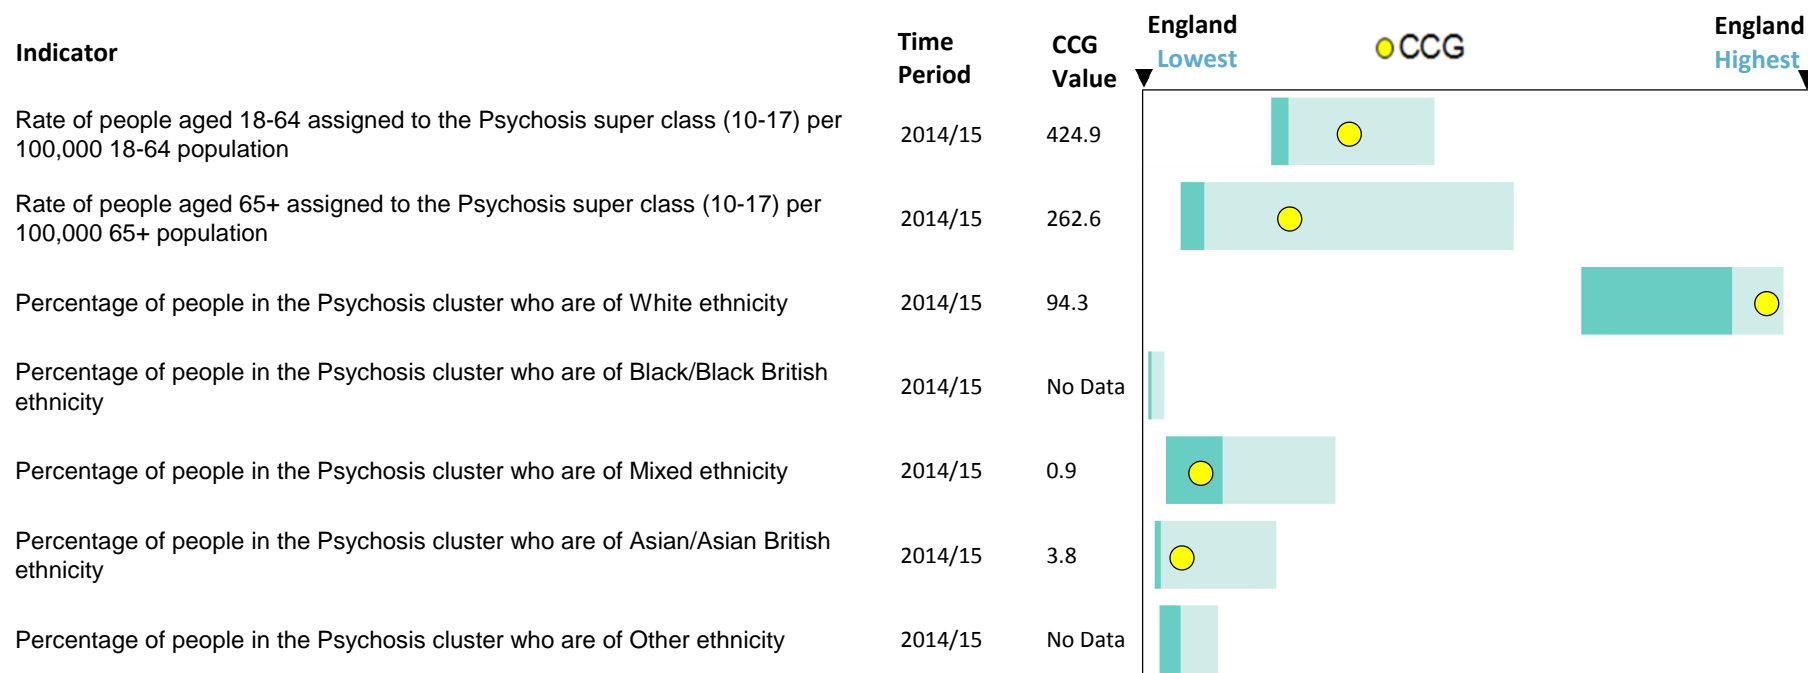 Indicator
Time
Period
CCG
Value
England
Lowest
CCG
England
Highest
Rate of people aged 18-64 assigned to the Psychosis super class (10-17) per
100,000 18-64 population
2014/15
424.9
Rate of people aged 65+ assigned to the Psychosis super class (10-17) per
100,000 65+ population
2014/15
262.6
Percentage of people in the Psychosis cluster who are of White ethnicity
2014/15
94.3
Percentage of people in the Psychosis cluster who are of Black/Black British
ethnicity
2014/15
No Data
Percentage of people in the Psychosis cluster who are of Mixed ethnicity
2014/15
0.9
Percentage of people in the Psychosis cluster who are of Asian/Asian British
ethnicity
2014/15
3.8
Percentage of people in the Psychosis cluster who are of Other ethnicity
2014/15
No Data